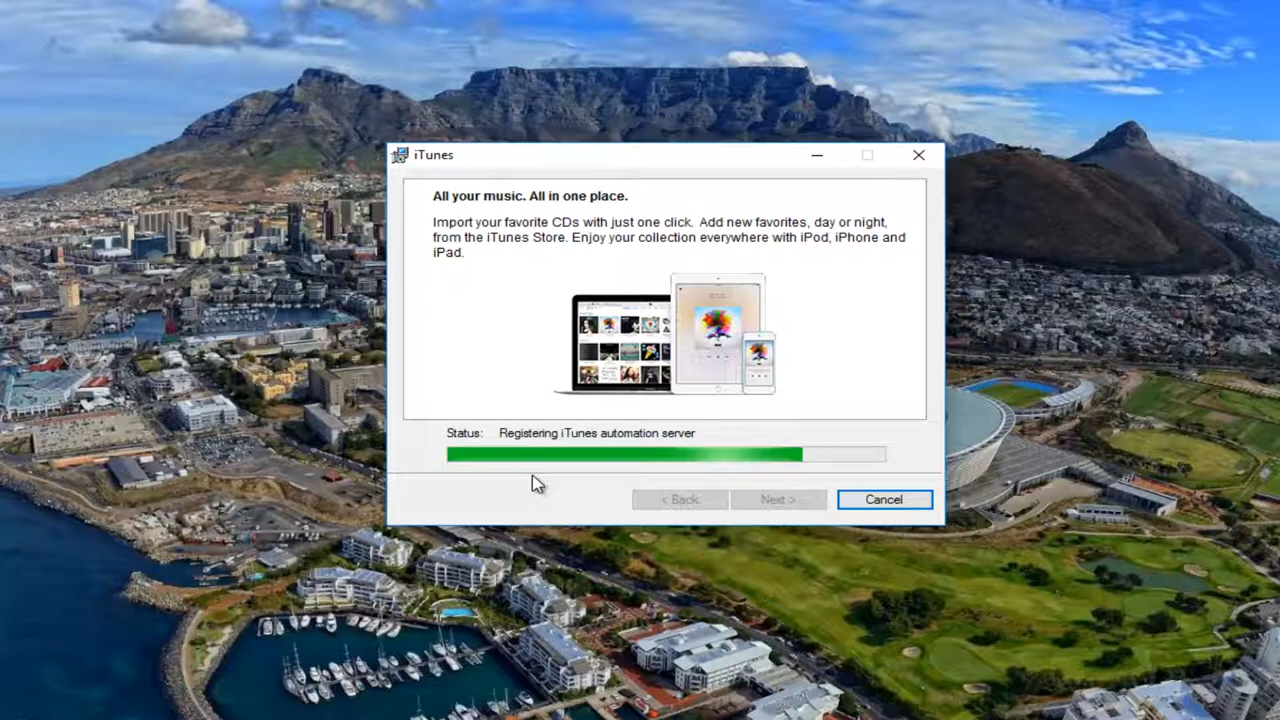 iTunes
All your music. All in one place.
Import your favorite CDs with just one click. Add new favorites, day or night,
from the iTunes Store. Enjoy your collection everywhere with iPod, iPhone and
iPad.
Status: Registering iTunes automation server
< Back Next > Cancel